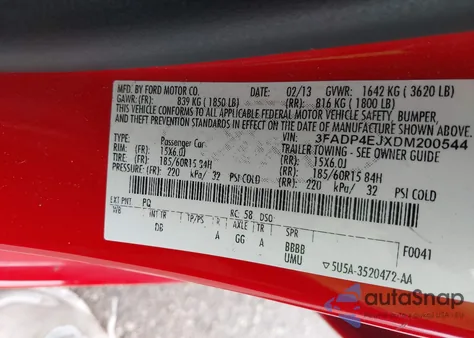 MFD. BY FORD MOTOR CO. DATE: 02/13 GVWR: 1642 KG ( 3620 LB)
GAWR:(FR): 839 KG ( 1850 LB) (RR): 816 KG ( 1800 LB)
THIS VEHICLE CONFORMS TO ALL APPLICABLE FEDERAL MOTOR VEHICLE SAFETY, BUMPER,
AND THEFT PREVENTION STANDARDS IN EFFECT ON THE DATE OF MANUFACTURE SHOWN ABOVE.
VIN: 3FADP4EJXDM200544
TYPE: Passenger Car TRAILER TOWING - SEE OWNER GUIDE
RIM:(FR): 15X6.0J (RR): 15X6.0J
TIRE:(FR): 185/60R15 84H (RR): 185/60R15 84H
PRESSURE:(FR): 220 kPa/ 32 PSI COLD (RR): 220 kPa/ 32 PSI COLD
EXT PNT PQ RC: 58 DSO:
WB INT TR TP/PS R AXLE TR SPR
DB A GG A BBBB
UMU
F0041
5U5A-3520472-AA
autoSnap